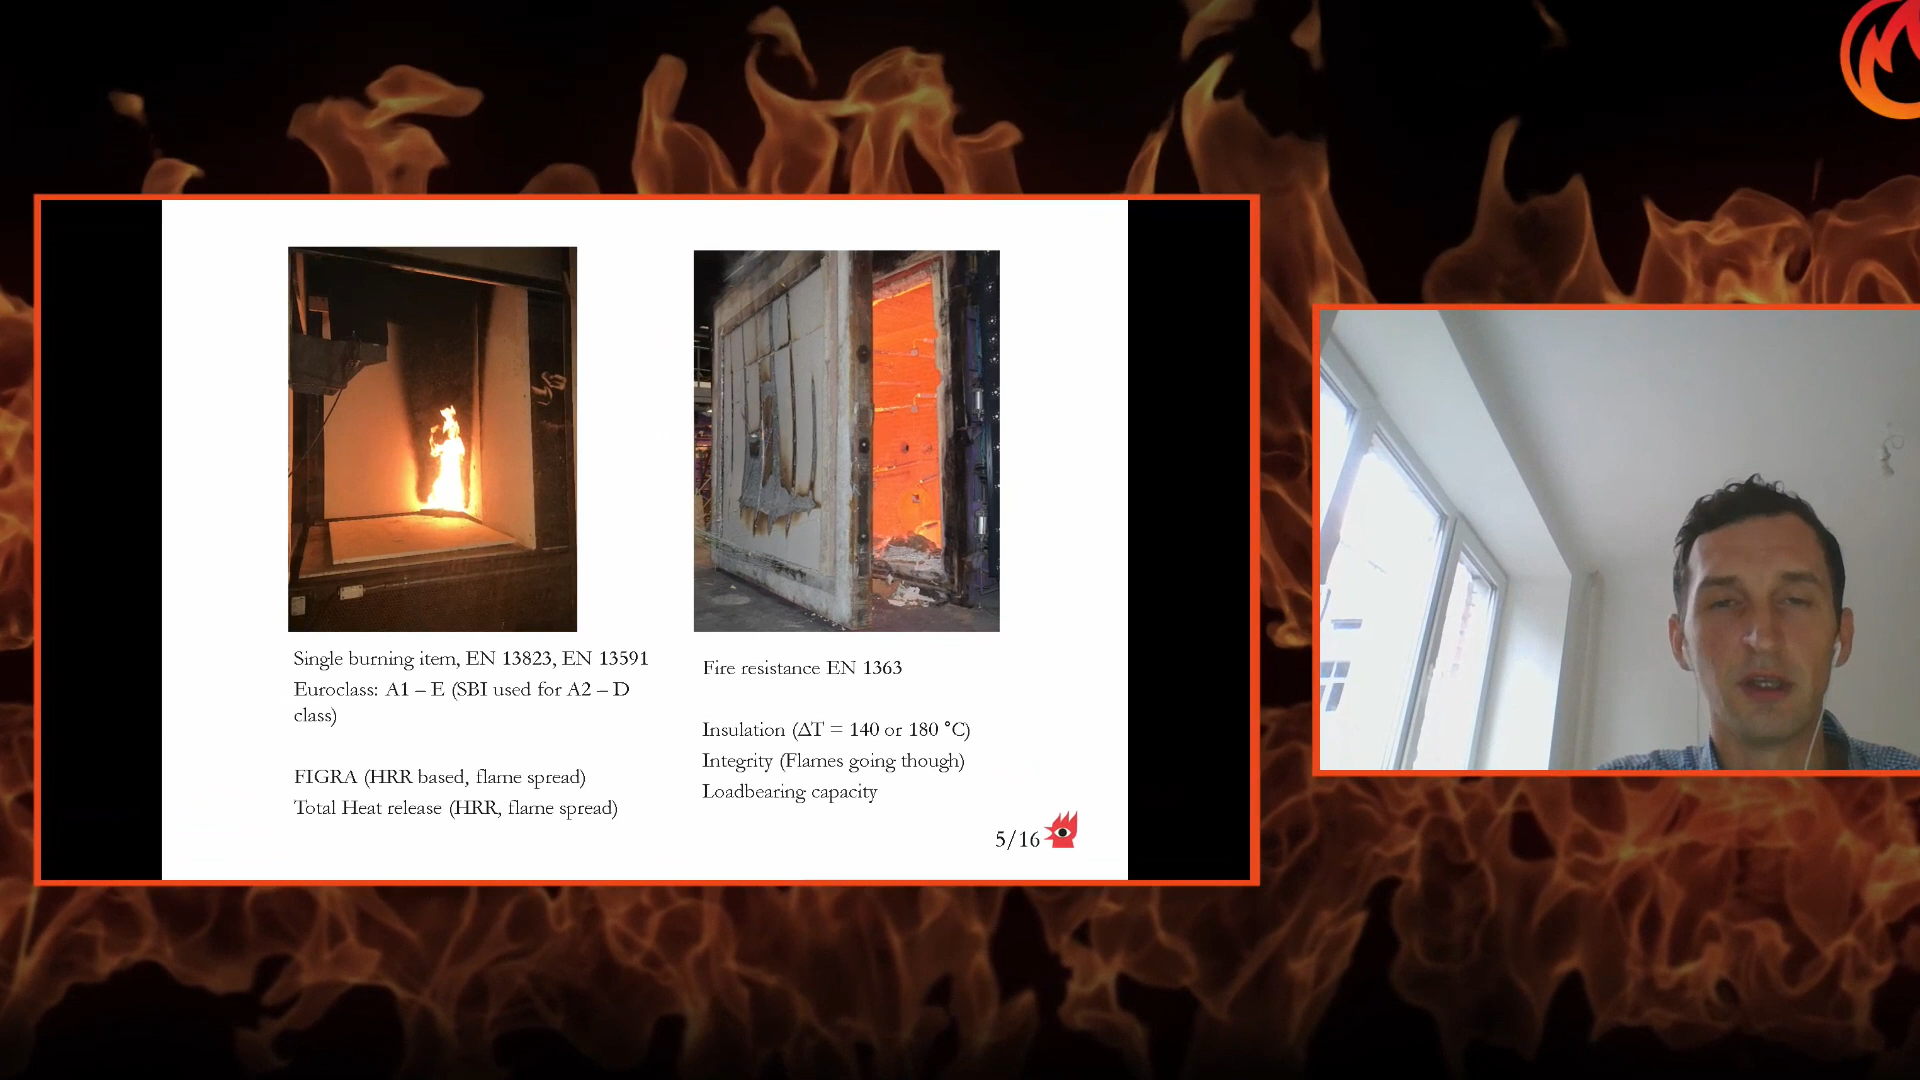 Single burning item, EN 13823, EN 13591
Euroclass: A1 – E (SBI used for A2 – D
class)
FIGRA (HRR based, flame spread)
Total Heat release (HRR, flame spread)
Fire resistance EN 1363
Insulation (ΔT = 140 or 180 °C)
Integrity (Flames going though)
Loadbearing capacity
5/16